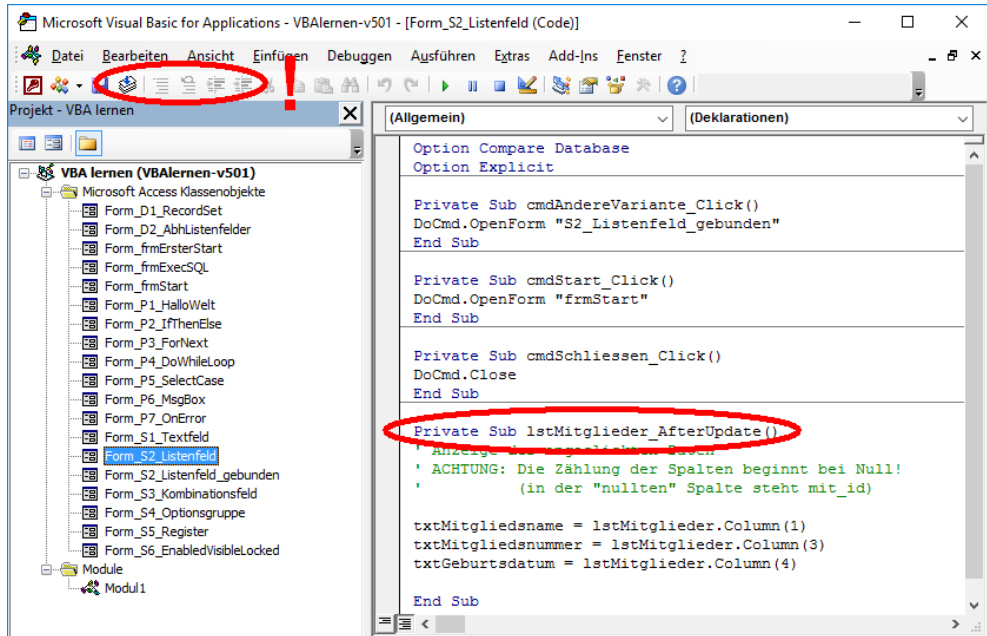 Microsoft Visual Basic for Applications - VBAlernen-v501 - [Form_S2_Listenfeld (Code)]
Datei Bearbeiten Ansicht Einfügen Debuggen Ausführen Extras Add-Ins Fenster ?
!
Projekt - VBA lernen
VBA lernen (VBAlernen-v501)
Microsoft Access Klassenobjekte
Form_D1_RecordSet
Form_D2_AbhListenfelder
Form_frmErsterStart
Form_frmExecSQL
Form_frmStart
Form_P1_HalloWelt
Form_P2_IfThenElse
Form_P3_ForNext
Form_P4_DoWhileLoop
Form_P5_SelectCase
Form_P6_MsgBox
Form_P7_OnError
Form_S1_Textfeld
Form_S2_Listenfeld
Form_S2_Listenfeld_gebunden
Form_S3_Kombinationsfeld
Form_S4_Optionsgruppe
Form_S5_Register
Form_S6_EnabledVisibleLocked
Module
Modul1
(Allgemein) (Deklarationen)
Option Compare Database
Option Explicit
Private Sub cmdAndereVariante_Click()
DoCmd.OpenForm "S2_Listenfeld_gebunden"
End Sub
Private Sub cmdStart_Click()
DoCmd.OpenForm "frmStart"
End Sub
Private Sub cmdSchliessen_Click()
DoCmd.Close
End Sub
Private Sub lstMitglieder_AfterUpdate()
' Anzeige der angeklickten Daten
' ACHTUNG: Die Zählung der Spalten beginnt bei Null!
' (in der "nullten" Spalte steht mit_id)
txtMitgliedsname = lstMitglieder.Column(1)
txtMitgliedsnummer = lstMitglieder.Column(3)
txtGeburtsdatum = lstMitglieder.Column(4)
End Sub